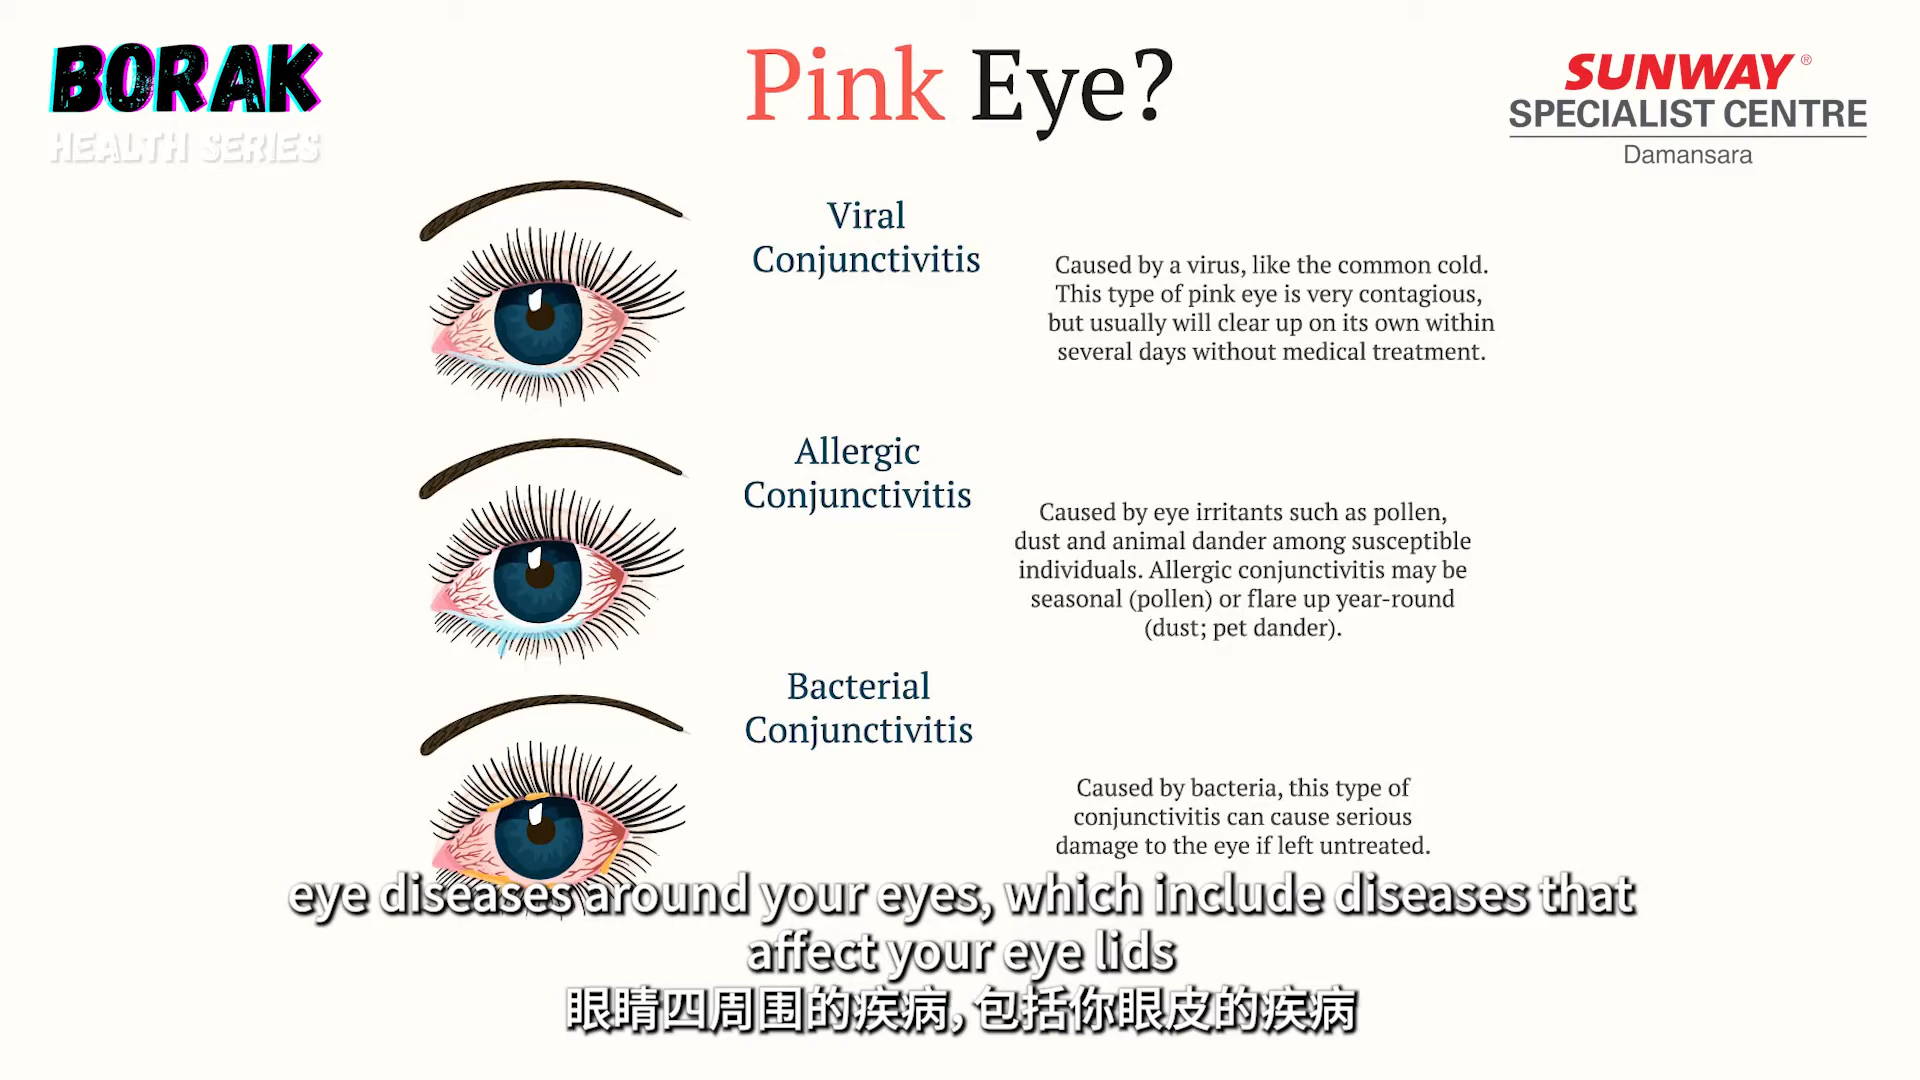 BORAK
HEALTH SERIES
Pink Eye?
SUNWAY®
SPECIALIST CENTRE
Damansara
Viral
Conjunctivitis
Caused by a virus, like the common cold.
This type of pink eye is very contagious,
but usually will clear up on its own within
several days without medical treatment.
Allergic
Conjunctivitis
Caused by eye irritants such as pollen,
dust and animal dander among susceptible
individuals. Allergic conjunctivitis may be
seasonal (pollen) or flare up year-round
(dust; pet dander).
Bacterial
Conjunctivitis
Caused by bacteria, this type of
conjunctivitis can cause serious
damage to the eye if left untreated.
eye diseases around your eyes, which include diseases that
affect your eye lids
眼睛四周围的疾病, 包括你眼皮的疾病